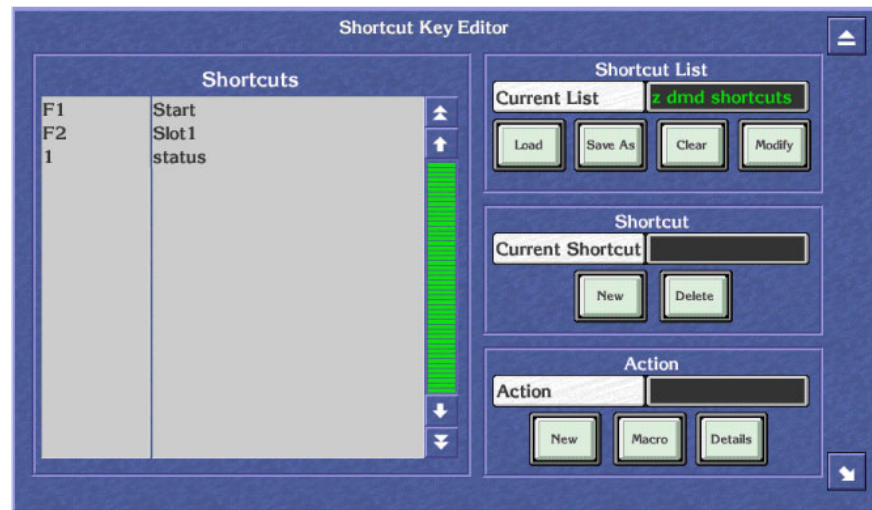 Shortcut Key Editor
Shortcuts
F1 Start
F2 Slot1
1 status
Shortcut List
Current List z dmd shortcuts
Load Save As Clear Modify
Shortcut
Current Shortcut
New Delete
Action
Action
New Macro Details